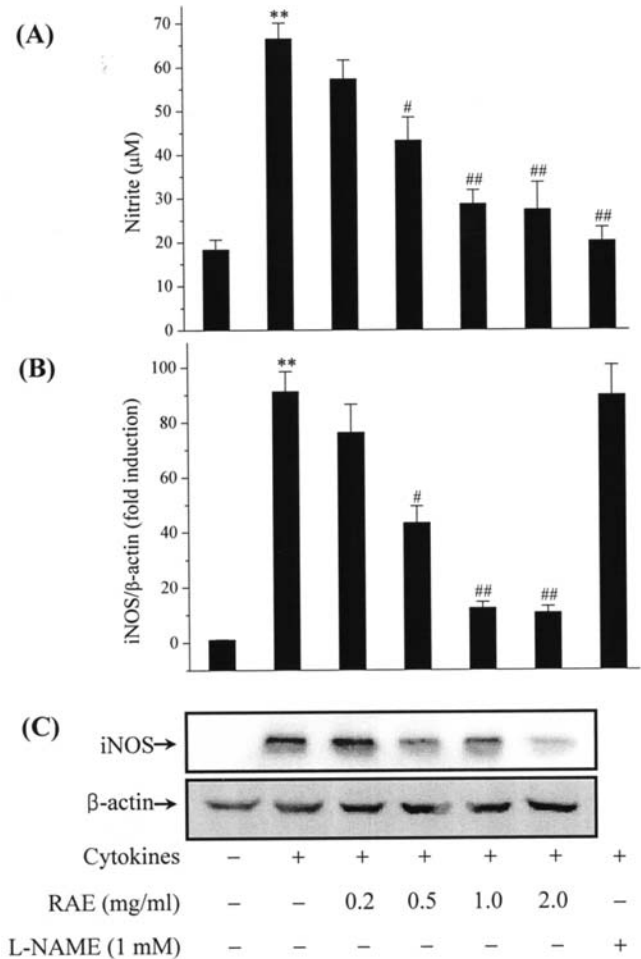 (A)
**
#
##
##
##
70
60
50
40
30
20
10
0
Nitrite (μM)
(B)
**
#
##
##
100
80
60
40
20
0
iNOS/β-actin (fold induction)
(C)
iNOS→
β-actin→
Cytokines – + + + + + +
RAE (mg/ml) – – 0.2 0.5 1.0 2.0 –
L-NAME (1 mM) – – – – – – +